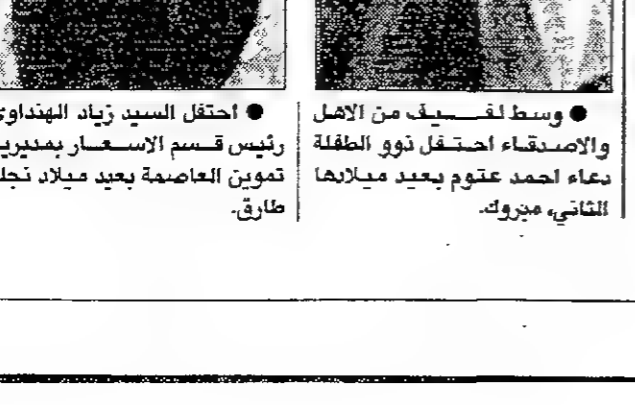 ● وسط لفيف من الاهل
والاصدقاء احتفل ذوو الطفلة
دعاء احمد عتوم بعيد ميلادها
الثاني، مبروك.
● احتفل السيد زياد الهنداوي
رئيس قسم الاسعار بمديرية
تموين العاصمة بعيد ميلاد نجله
طارق.